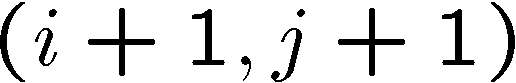 (i + 1, j + 1)